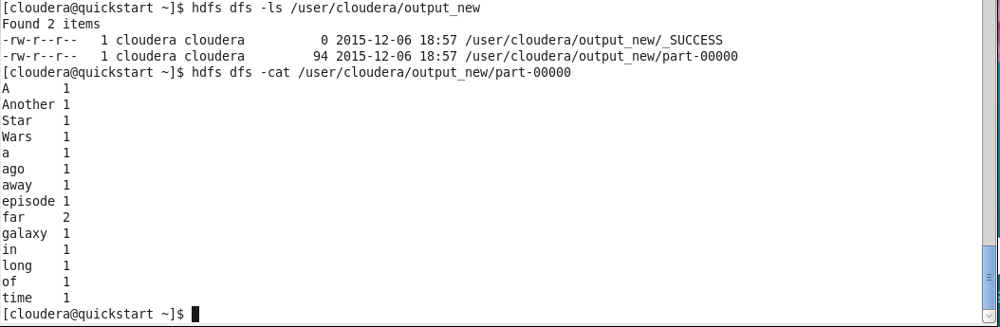 [cloudera@quickstart ~]$ hdfs dfs -ls /user/cloudera/output_new
Found 2 items
-rw-r--r--   1 cloudera cloudera          0 2015-12-06 18:57 /user/cloudera/output_new/_SUCCESS
-rw-r--r--   1 cloudera cloudera         94 2015-12-06 18:57 /user/cloudera/output_new/part-00000
[cloudera@quickstart ~]$ hdfs dfs -cat /user/cloudera/output_new/part-00000
A       1
Another 1
Star    1
Wars    1
a       1
ago     1
away    1
episode 1
far     2
galaxy  1
in      1
long    1
of      1
time    1
[cloudera@quickstart ~]$